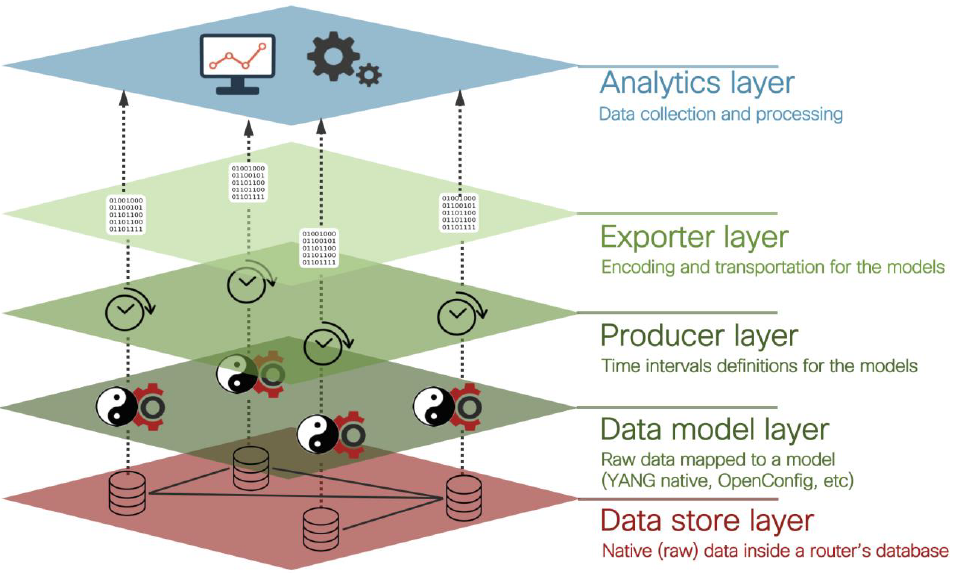 Analytics layer
Data collection and processing
01001000
01100101
01101100
01101100
01101111
01001000
01100101
01101100
01101100
01101111
01001000
01100101
01101100
01101100
01101111
01001000
01100101
01101100
01101100
01101111
Exporter layer
Encoding and transportation for the models
Producer layer
Time intervals definitions for the models
Data model layer
Raw data mapped to a model
(YANG native, OpenConfig, etc)
Data store layer
Native (raw) data inside a router's database